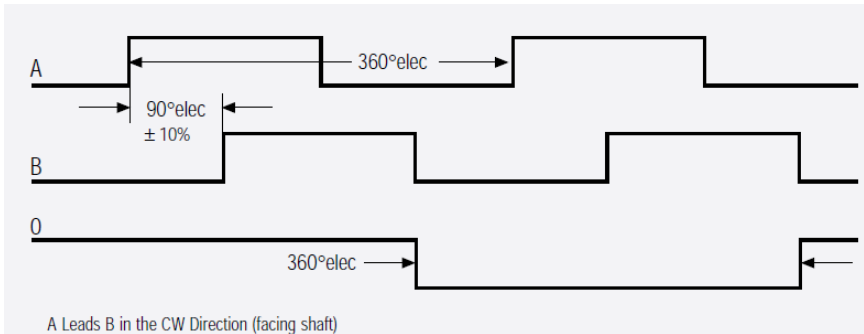 A
360°elec
90°elec
± 10%
B
0
360°elec
A Leads B in the CW Direction (facing shaft)